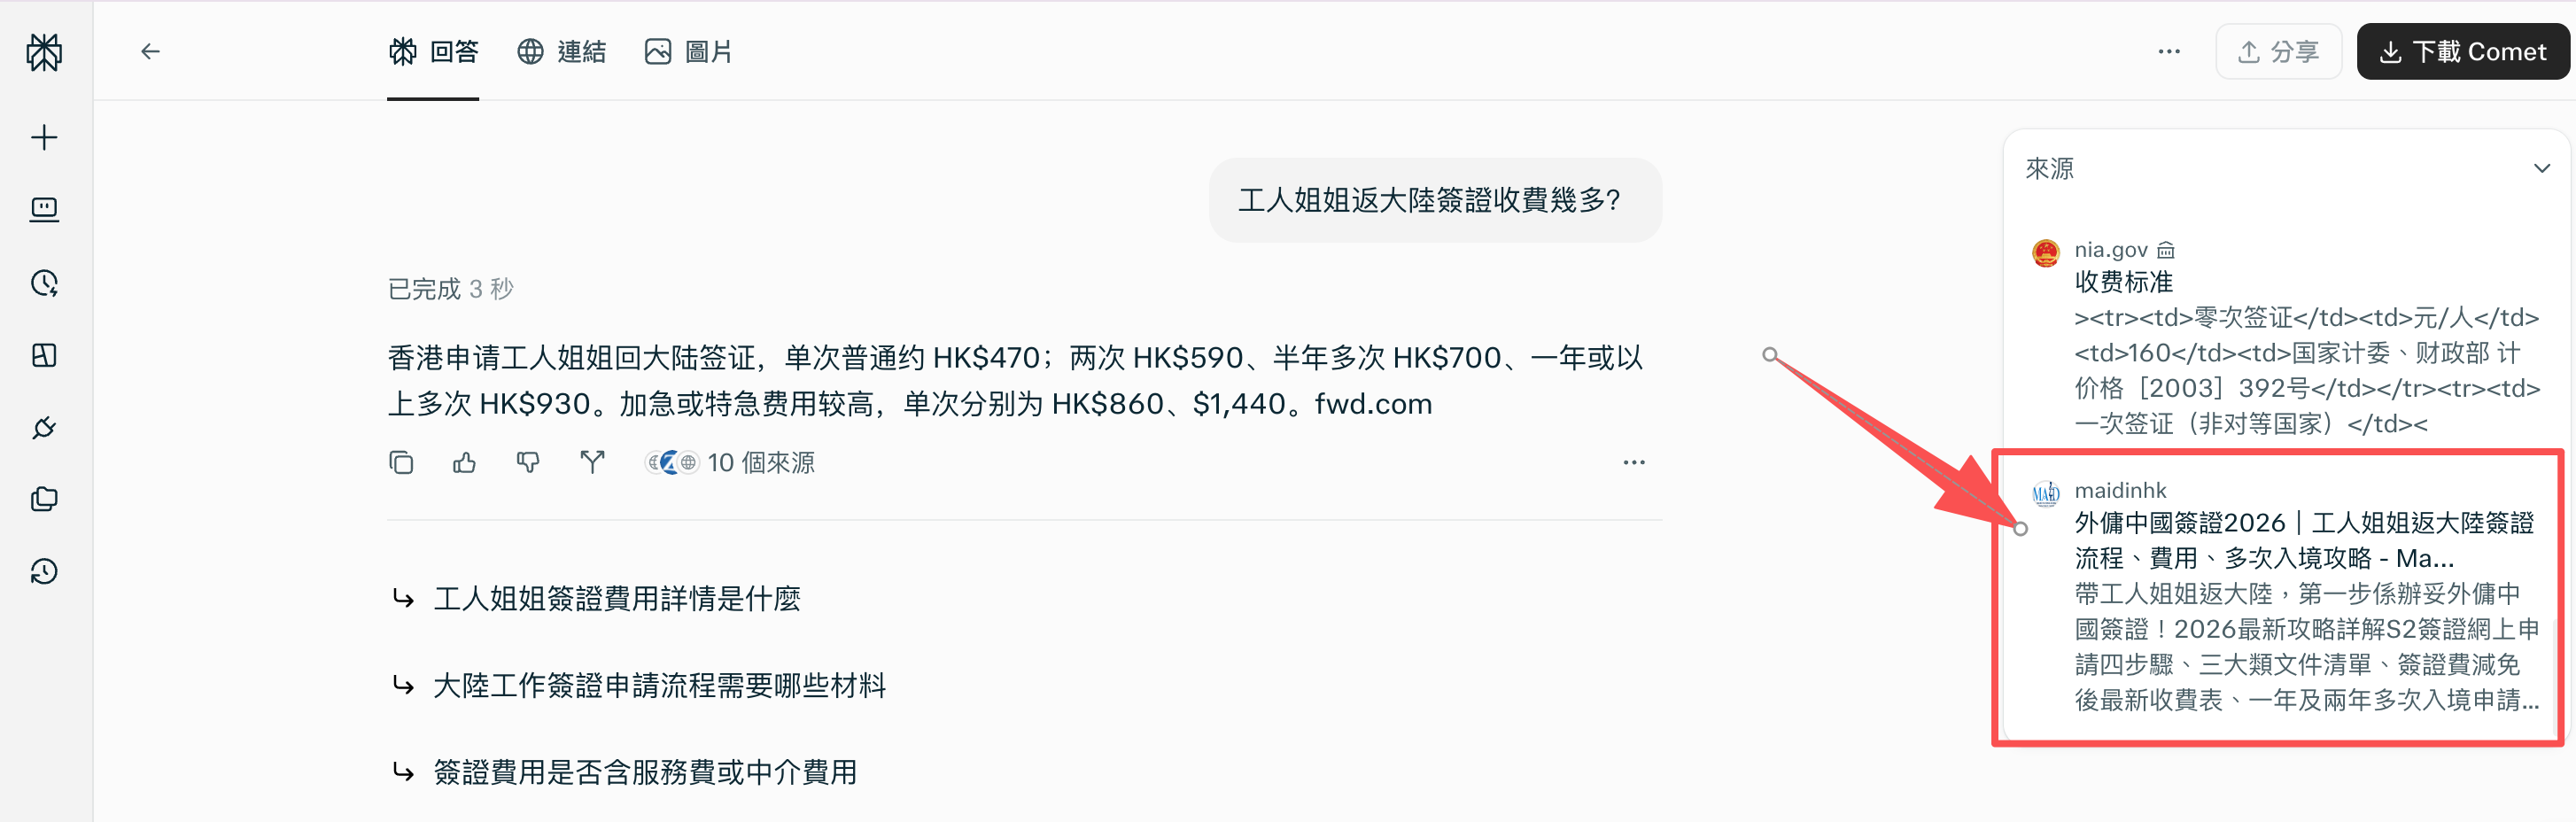 回答
連結
圖片
分享
下載 Comet
工人姐姐返大陸簽證收費幾多?
已完成 3 秒
香港申请工人姐姐回大陆签证，单次普通约 HK$470；两次 HK$590、半年多次 HK$700、一年或以
上多次 HK$930。加急或特急费用较高，单次分别为 HK$860、$1,440。fwd.com
10 個來源
工人姐姐簽證費用詳情是什麼
大陸工作簽證申請流程需要哪些材料
簽證費用是否含服務費或中介費用
來源
nia.gov
收费标准
><tr><td>零次签证</td><td>元/人</td>
<td>160</td><td>国家计委、财政部 计
价格［2003］392号</td></tr><tr><td>
一次签证（非对等国家）</td><
MAID
maidinhk
外傭中國簽證2026｜工人姐姐返大陸簽證
流程、費用、多次入境攻略 - Ma...
帶工人姐姐返大陸，第一步係辦妥外傭中
國簽證！2026最新攻略詳解S2簽證網上申
請四步驟、三大類文件清單、簽證費減免
後最新收費表、一年及兩年多次入境申請...